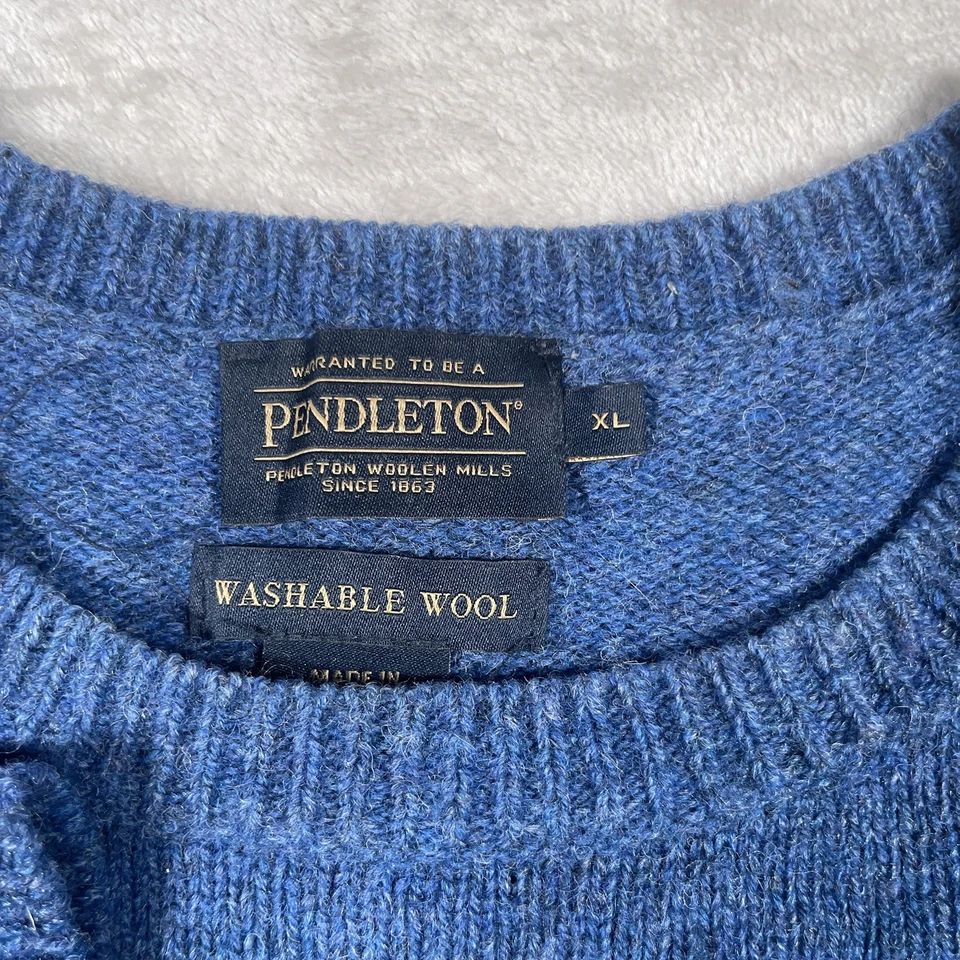 WARRANTED TO BE A
PENDLETON®
PENDLETON WOOLEN MILLS
SINCE 1863
XL
WASHABLE WOOL
MADE IN